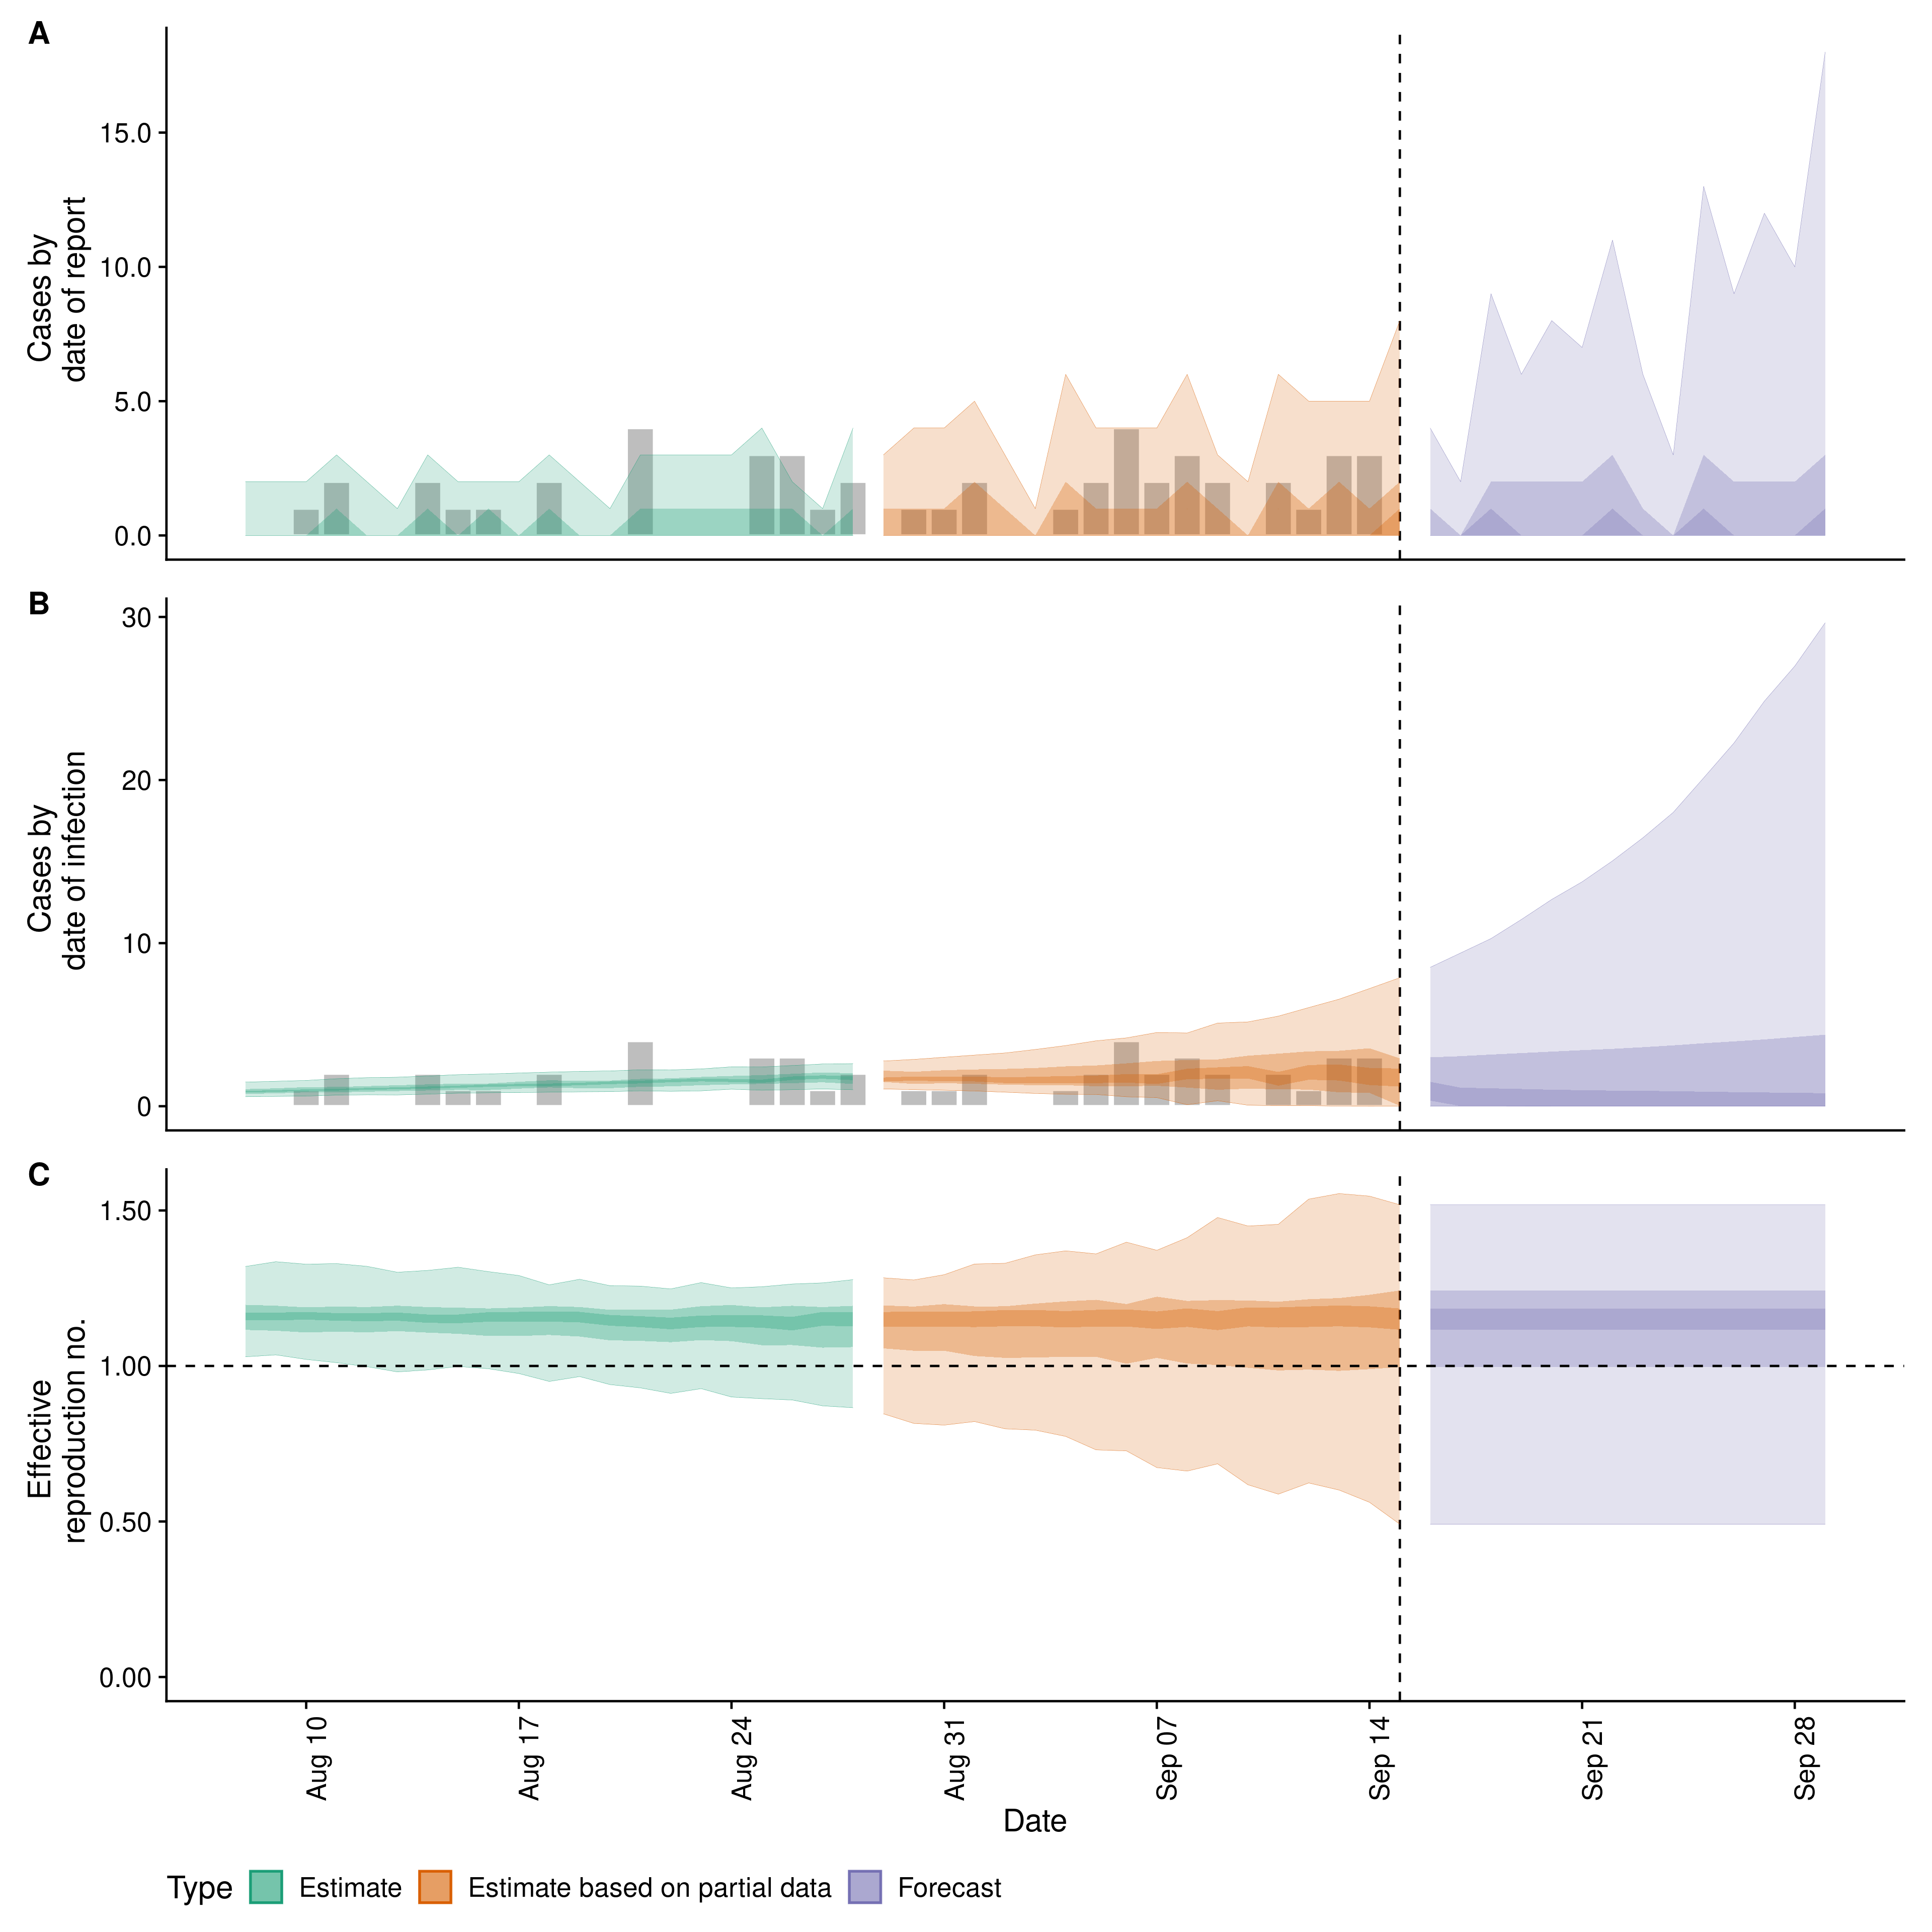 A
Cases by
date of report
15.0
10.0
5.0
0.0
B
Cases by
date of infection
30
20
10
0
C
Effective
reproduction no.
1.50
1.00
0.50
0.00
Aug 10
Aug 17
Aug 24
Aug 31
Sep 07
Sep 14
Sep 21
Sep 28
Date
Type Estimate Estimate based on partial data Forecast